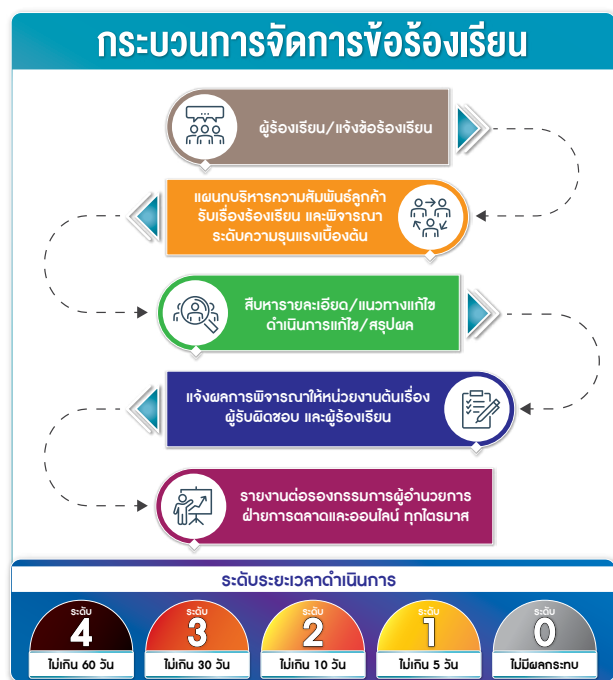 กระบวนการจัดการข้อร้องเรียน
ผู้ร้องเรียน/แจ้งข้อร้องเรียน
แผนกบริหารความสัมพันธ์ลูกค้า
รับเรื่องร้องเรียน และพิจารณา
ระดับความรุนแรงเบื้องต้น
สืบหารายละเอียด/แนวทางแก้ไข
ดำเนินการแก้ไข/สรุปผล
แจ้งผลการพิจารณาให้หน่วยงานต้นเรื่อง
ผู้รับผิดชอบ และผู้ร้องเรียน
รายงานต่อรองกรรมการผู้อำนวยการ
ฝ่ายการตลาดและออนไลน์ ทุกไตรมาส
ระดับระยะเวลาดำเนินการ
ระดับ
4
ไม่เกิน 60 วัน
ระดับ
3
ไม่เกิน 30 วัน
ระดับ
2
ไม่เกิน 10 วัน
ระดับ
1
ไม่เกิน 5 วัน
ระดับ
0
ไม่มีผลกระทบ